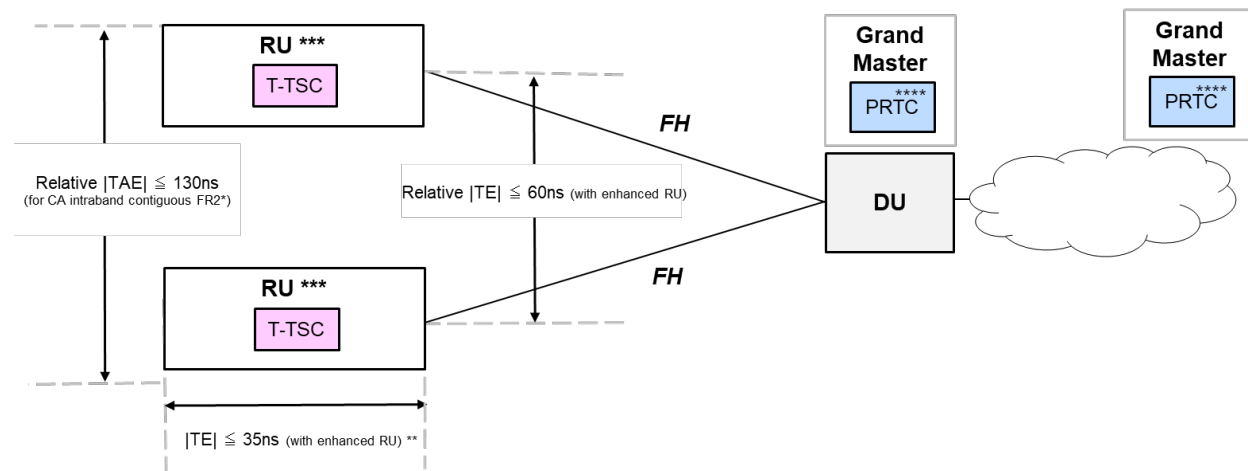 RU ***
T-TSC
Relative |TAE| ≦ 130ns
(for CA intraband contiguous FR2*)
Relative |TE| ≦ 60ns (with enhanced RU)
FH
FH
RU ***
T-TSC
|TE| ≦ 35ns (with enhanced RU) **
Grand
Master
PRTC ****
DU
Grand
Master
PRTC ****